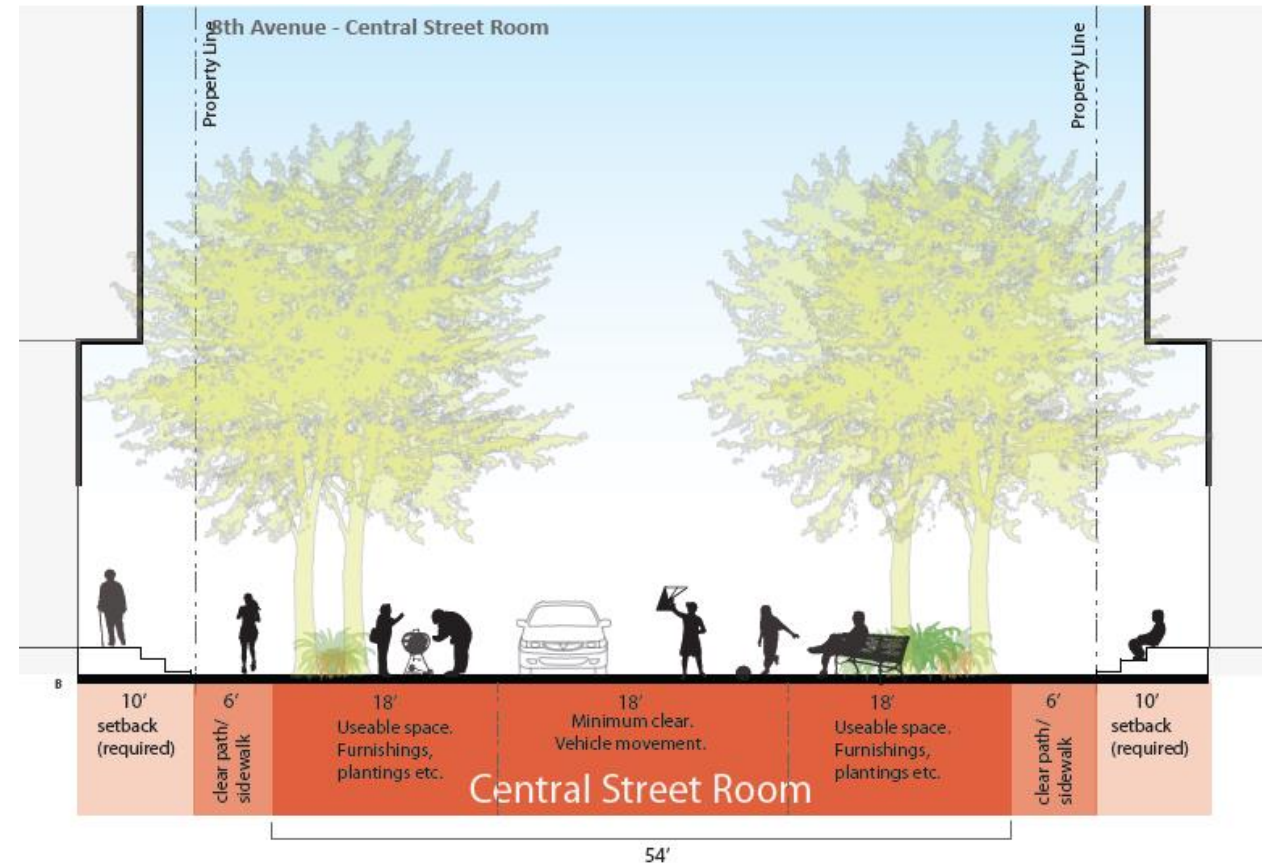 8th Avenue - Central Street Room
Property Line
Property Line
B
10'
setback
(required)
6'
clear path/
sidewalk
18'
Useable space.
Furnishings,
plantings etc.
18'
Minimum clear.
Vehicle movement.
18'
Useable space.
Furnishings,
plantings etc.
6'
clear path/
sidewalk
10'
setback
(required)
Central Street Room
54'